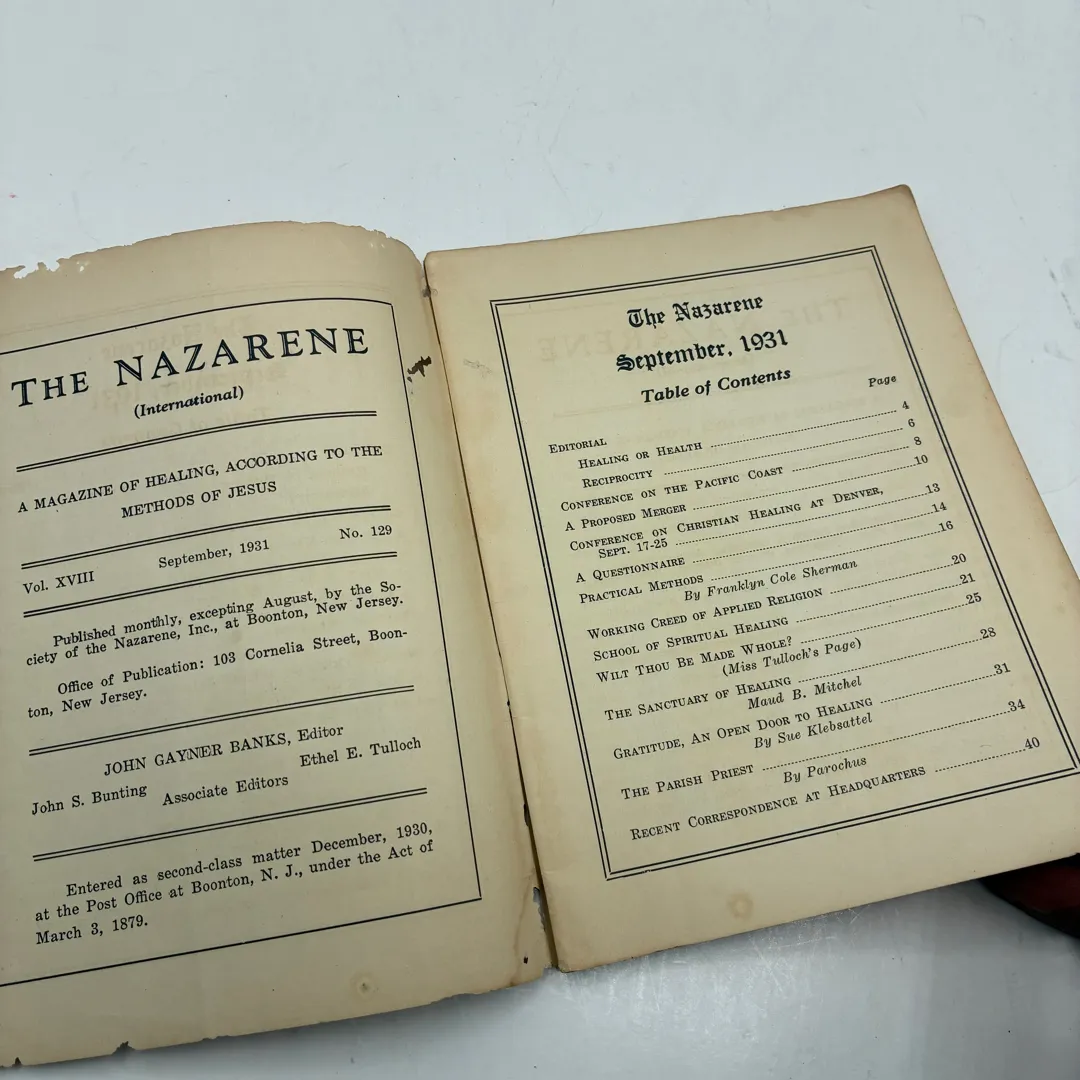 THE NAZARENE
(International)
A MAGAZINE OF HEALING, ACCORDING TO THE
METHODS OF JESUS
Vol. XVIII September, 1931 No. 129
Published monthly, excepting August, by the So-
ciety of the Nazarene, Inc., at Boonton, New Jersey.
Office of Publication: 103 Cornelia Street, Boon-
ton, New Jersey.
JOHN GAYNER BANKS, Editor
John S. Bunting Ethel E. Tulloch
Associate Editors
Entered as second-class matter December, 1930,
at the Post Office at Boonton, N. J., under the Act of
March 3, 1879.
The Nazarene
September, 1931
Table of Contents
Page
EDITORIAL
HEALING OR HEALTH 4
RECIPROCITY 6
CONFERENCE ON THE PACIFIC COAST 8
A PROPOSED MERGER 10
CONFERENCE ON CHRISTIAN HEALING AT DENVER,
SEPT. 17-25 13
A QUESTIONNAIRE 14
PRACTICAL METHODS 16
By Franklyn Cole Sherman
WORKING CREED OF APPLIED RELIGION 20
SCHOOL OF SPIRITUAL HEALING 21
WILT THOU BE MADE WHOLE? 25
(Miss Tulloch's Page)
THE SANCTUARY OF HEALING 28
Maud B. Mitchel
GRATITUDE, AN OPEN DOOR TO HEALING 31
By Sue Klebsattel
THE PARISH PRIEST 34
By Parochus
RECENT CORRESPONDENCE AT HEADQUARTERS 40